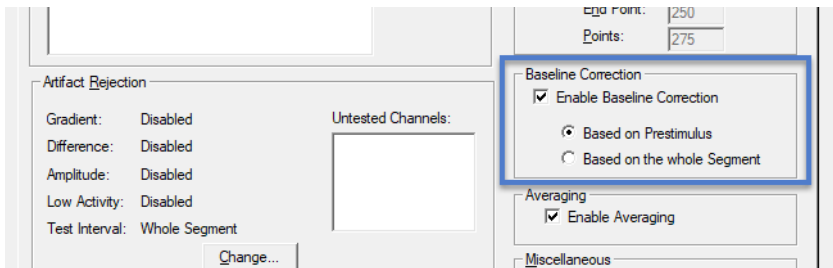 End Point: 250
Points: 275
Artifact Rejection
Gradient: Disabled
Difference: Disabled
Amplitude: Disabled
Low Activity: Disabled
Test Interval: Whole Segment
Change...
Untested Channels:
Baseline Correction
Enable Baseline Correction
Based on Prestimulus
Based on the whole Segment
Averaging
Enable Averaging
Miscellaneous